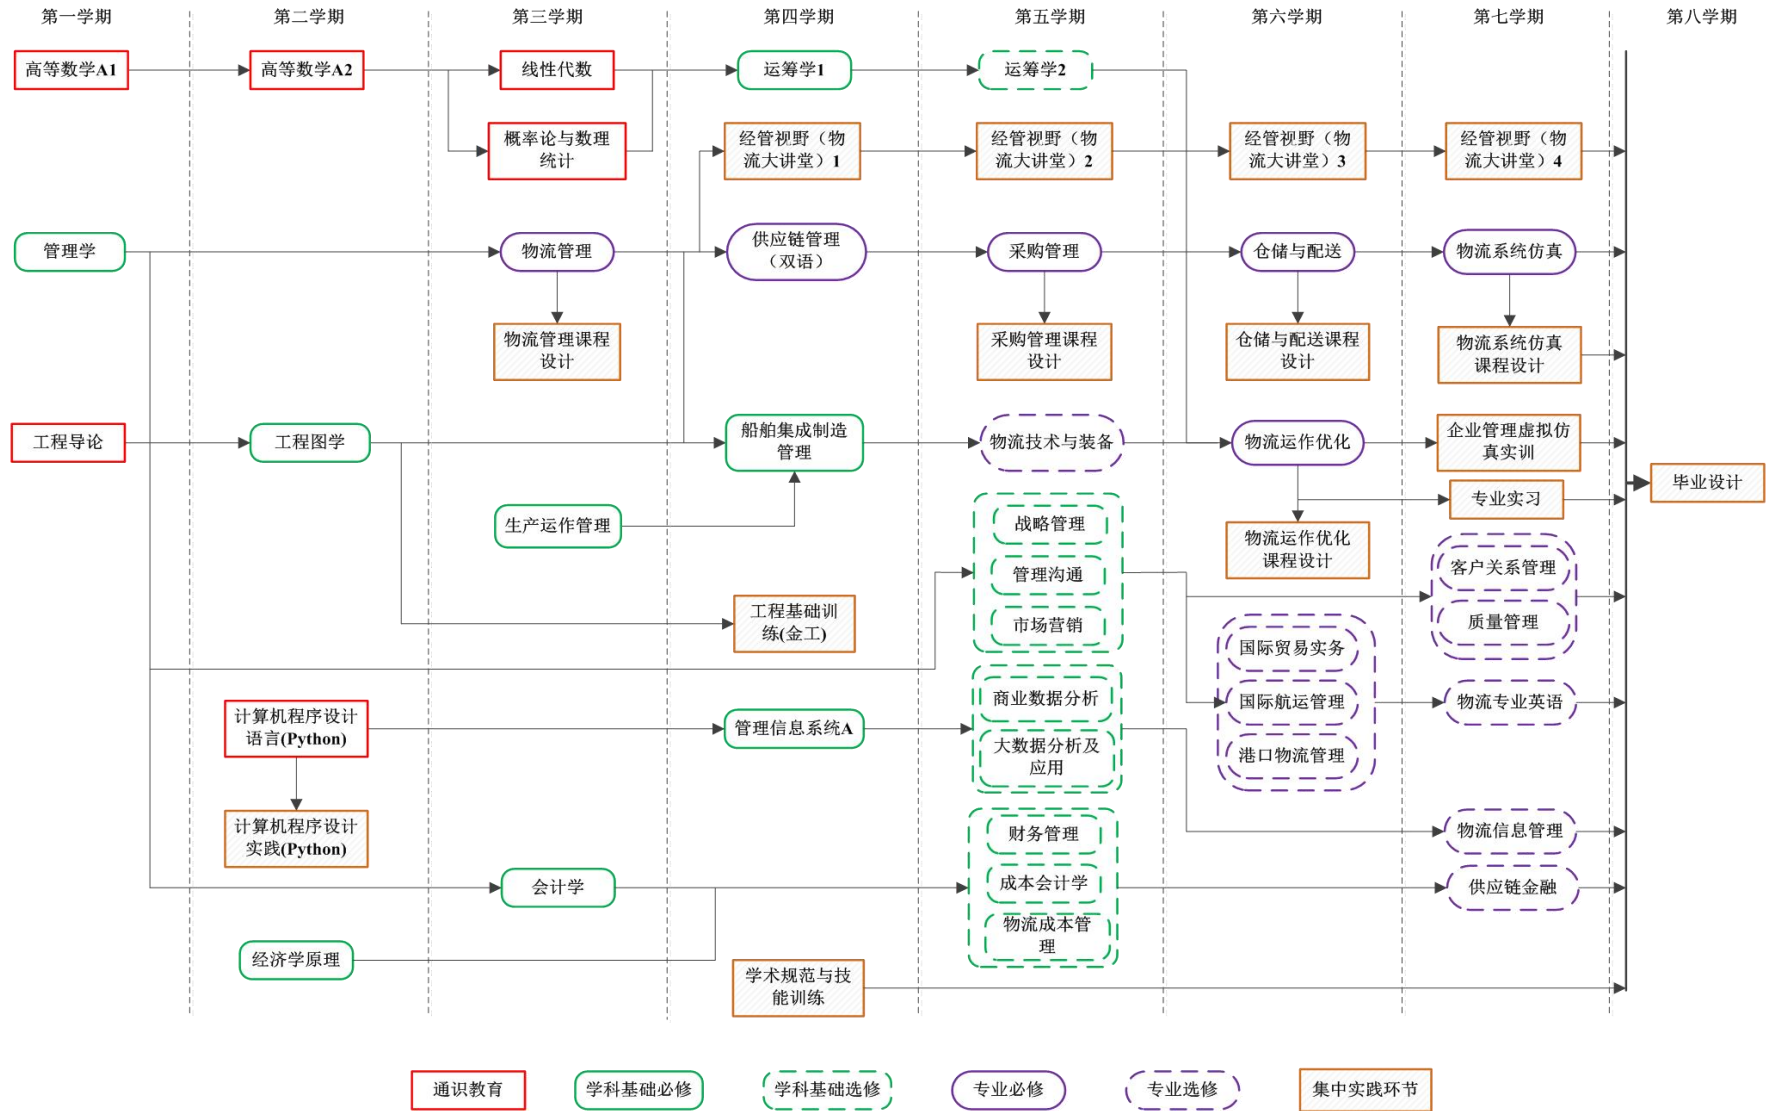 第一学期
第二学期
第三学期
第四学期
第五学期
第六学期
第七学期
第八学期
高等数学A1
高等数学A2
线性代数
运筹学1
运筹学2
概率论与数理
统计
经管视野（物
流大讲堂）1
经管视野（物
流大讲堂）2
经管视野（物
流大讲堂）3
经管视野（物
流大讲堂）4
管理学
物流管理
供应链管理
（双语）
采购管理
仓储与配送
物流系统仿真
物流管理课程
设计
采购管理课程
设计
仓储与配送课程
设计
物流系统仿真
课程设计
工程导论
工程图学
船舶集成制造
管理
物流技术与装备
物流运作优化
企业管理虚拟仿
真实训
毕业设计
专业实习
生产运作管理
战略管理
管理沟通
市场营销
物流运作优化
课程设计
客户关系管理
质量管理
工程基础训
练(金工)
国际贸易实务
国际航运管理
港口物流管理
物流专业英语
计算机程序设计
语言(Python)
管理信息系统A
商业数据分析
大数据分析及
应用
计算机程序设计
实践(Python)
物流信息管理
财务管理
成本会计学
物流成本管
理
会计学
供应链金融
经济学原理
学术规范与技
能训练
通识教育
学科基础必修
学科基础选修
专业必修
专业选修
集中实践环节